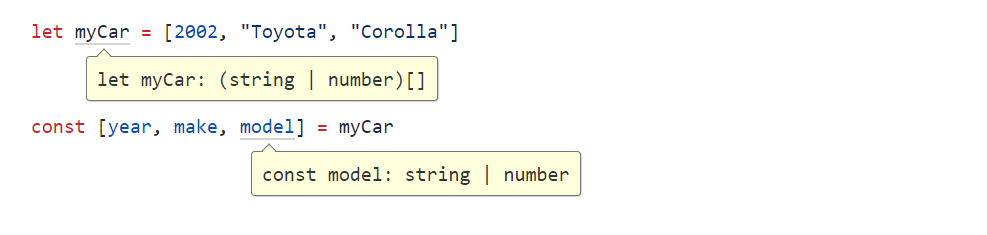 let myCar = [2002, "Toyota", "Corolla"]
let myCar: (string | number)[]
const [year, make, model] = myCar
const model: string | number